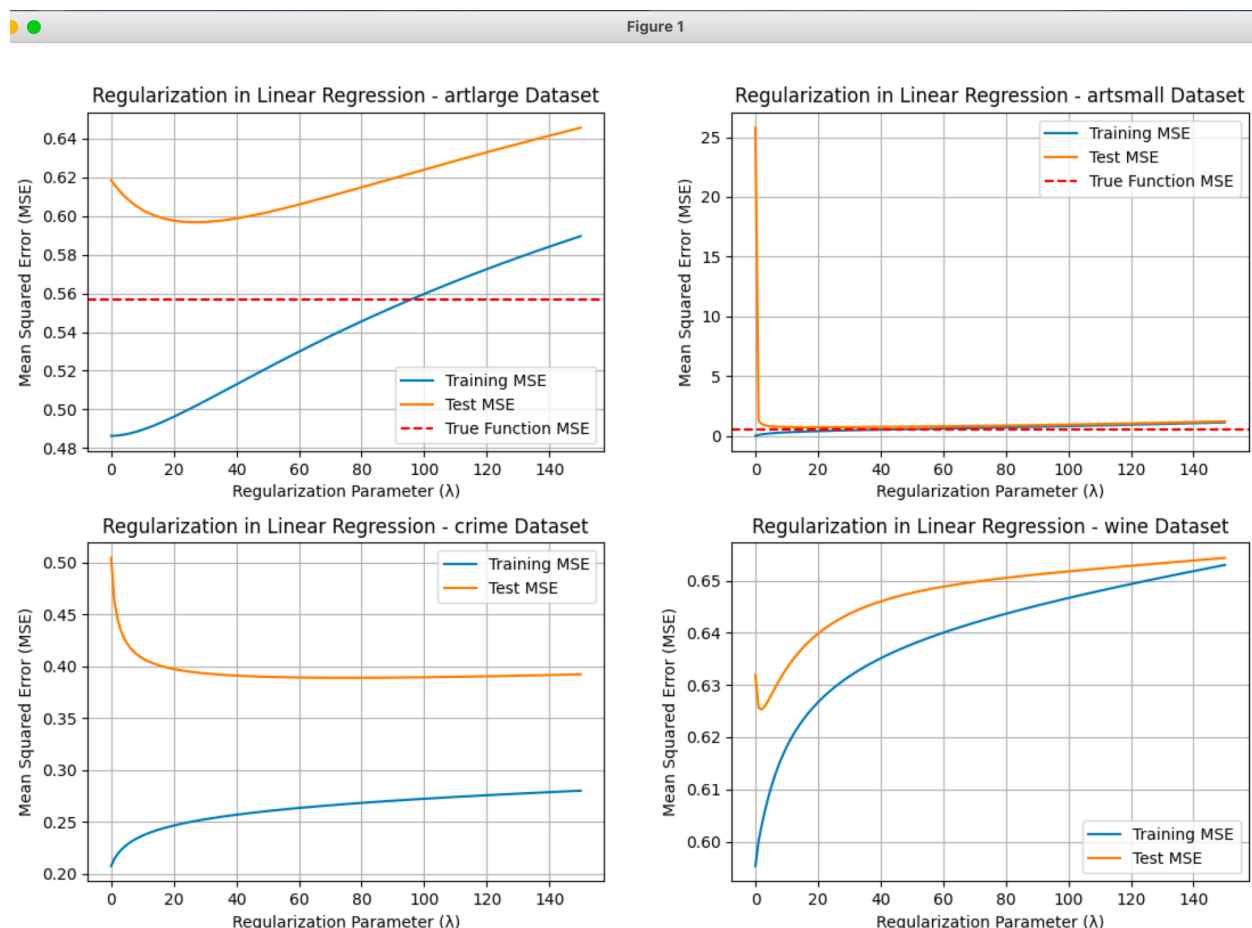 Figure 1
Regularization in Linear Regression - artlarge Dataset
Mean Squared Error (MSE)
0.64
0.62
0.60
0.58
0.56
0.54
0.52
0.50
0.48
Training MSE
Test MSE
True Function MSE
0 20 40 60 80 100 120 140
Regularization Parameter (λ)
Regularization in Linear Regression - artsmall Dataset
Mean Squared Error (MSE)
25
20
15
10
5
0
Training MSE
Test MSE
True Function MSE
0 20 40 60 80 100 120 140
Regularization Parameter (λ)
Regularization in Linear Regression - crime Dataset
Mean Squared Error (MSE)
0.50
0.45
0.40
0.35
0.30
0.25
0.20
Training MSE
Test MSE
0 20 40 60 80 100 120 140
Regularization Parameter (λ)
Regularization in Linear Regression - wine Dataset
Mean Squared Error (MSE)
0.65
0.64
0.63
0.62
0.61
0.60
Training MSE
Test MSE
0 20 40 60 80 100 120 140
Regularization Parameter (λ)